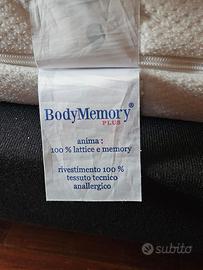 BodyMemory®
PLUS
anima :
100 % lattice e memory
rivestimento 100 %
tessuto tecnico
anallergico
subito